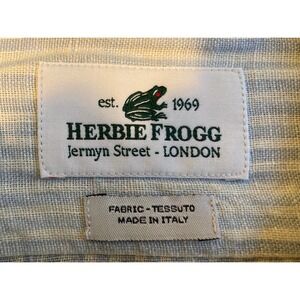 est. 1969
HERBIE FROGG
Jermyn Street - LONDON
FABRIC - TESSUTO
MADE IN ITALY